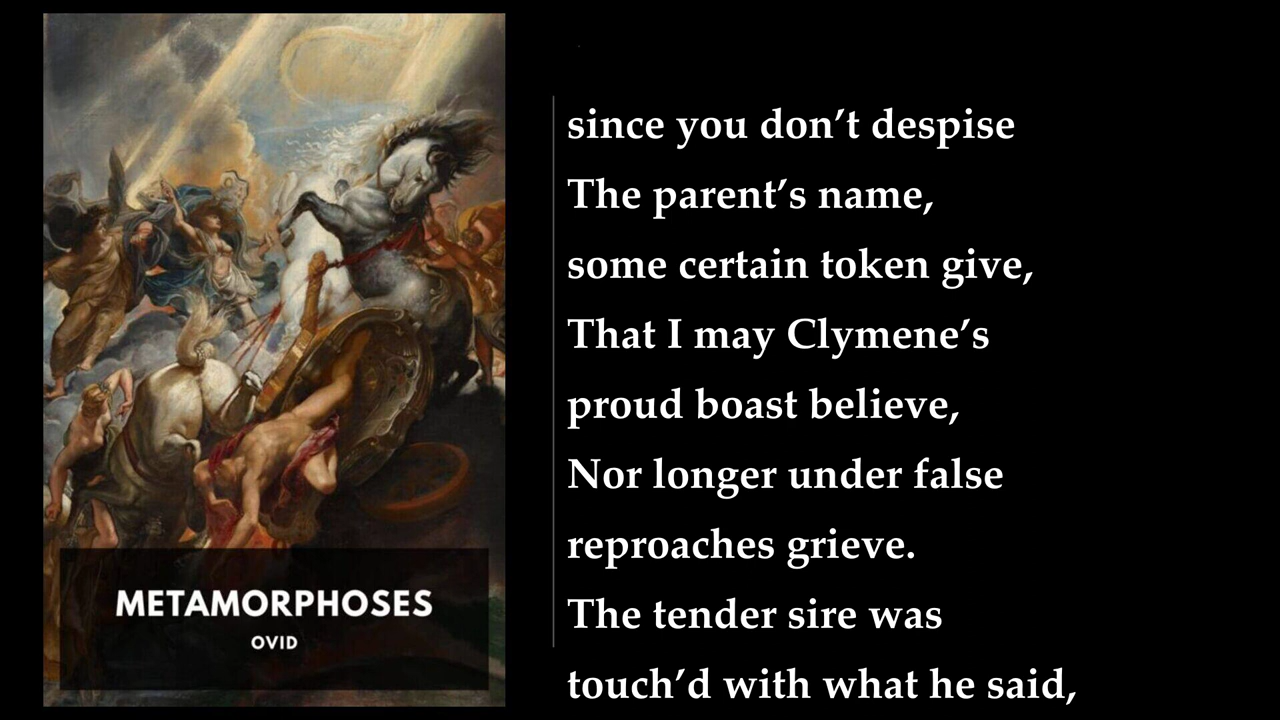 METAMORPHOSES
OVID
since you don’t despise
The parent’s name,
some certain token give,
That I may Clymene’s
proud boast believe,
Nor longer under false
reproaches grieve.
The tender sire was
touch’d with what he said,